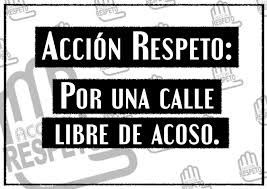 ACCIÓN RESPETO:
POR UNA CALLE
LIBRE DE ACOSO.